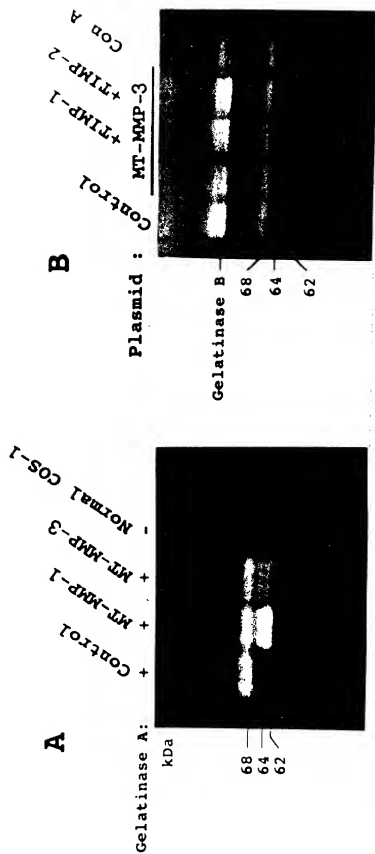 A
Control
MT-MMP-1
MT-MMP-3
Normal COS-1
Gelatinase A: + + + -
kDa
68
64
62
B
Control
MT-MMP-3
+TIMP-1
+TIMP-2
Con A
Plasmid :
Gelatinase B
68
64
62